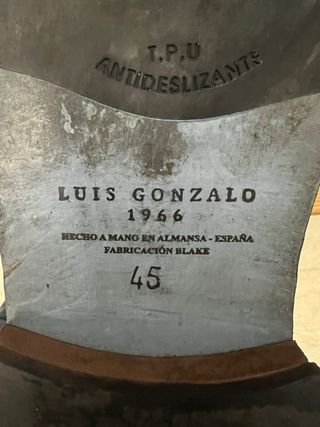 T.P.U
ANTIDESLIZANTE
LUIS GONZALO
1966
HECHO A MANO EN ALMANSA - ESPAÑA
FABRICACIÓN BLAKE
45